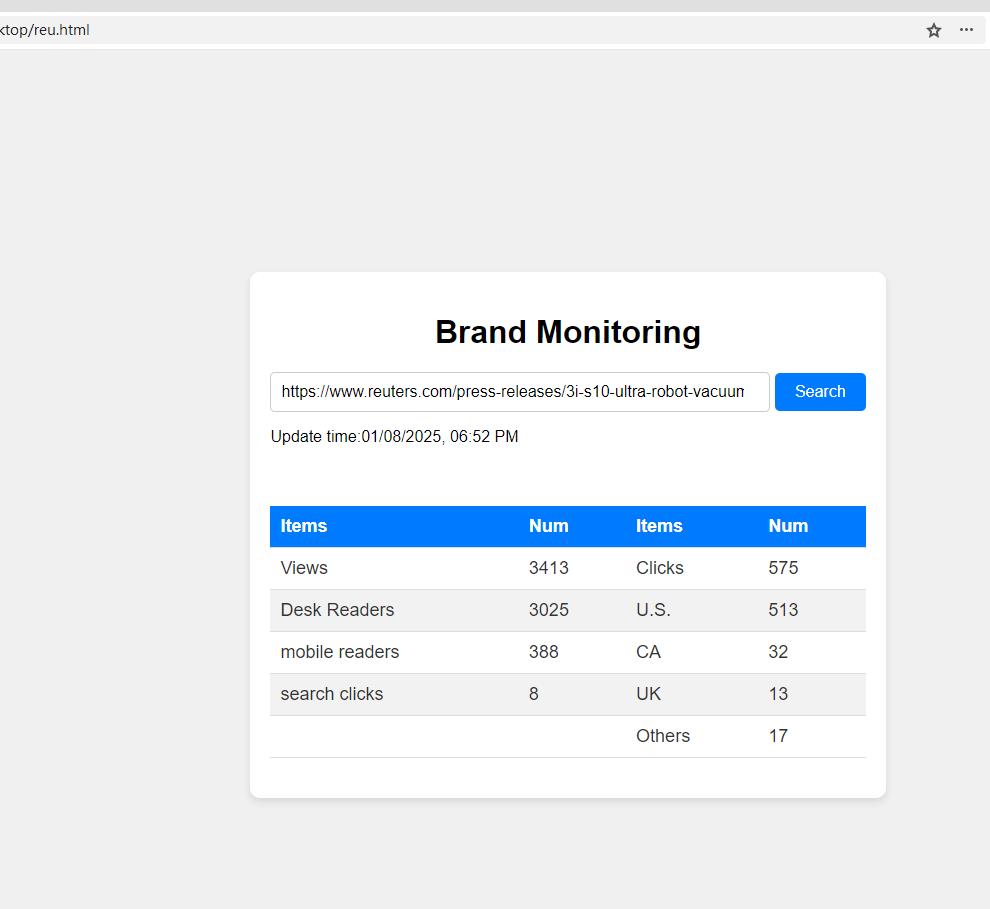 ktop/reu.html
Brand Monitoring
https://www.reuters.com/press-releases/3i-s10-ultra-robot-vacuum
Search
Update time:01/08/2025, 06:52 PM
Items Num Items Num
Views 3413 Clicks 575
Desk Readers 3025 U.S. 513
mobile readers 388 CA 32
search clicks 8 UK 13
Others 17